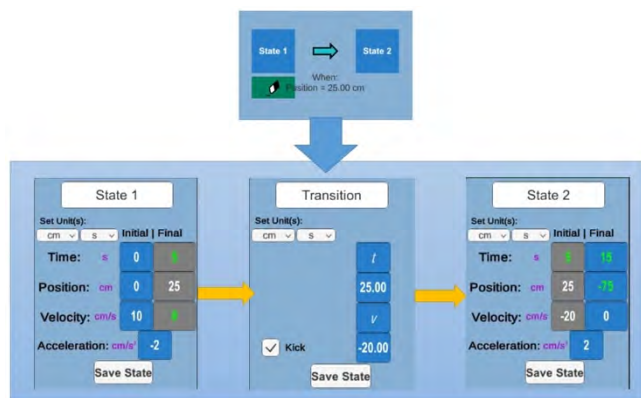 State 1
State 2
When:
Position = 25.00 cm
State 1
Set Unit(s):
cm
s
Initial | Final
Time: s 0
Position: cm 0 25
Velocity: cm/s 10
Acceleration: cm/s² -2
Save State
Transition
Set Unit(s):
cm
s
t
25.00
v
Kick
-20.00
Save State
State 2
Set Unit(s):
cm
s
Initial | Final
Time: s 15
Position: cm 25 -75
Velocity: cm/s -20 0
Acceleration: cm/s² 2
Save State